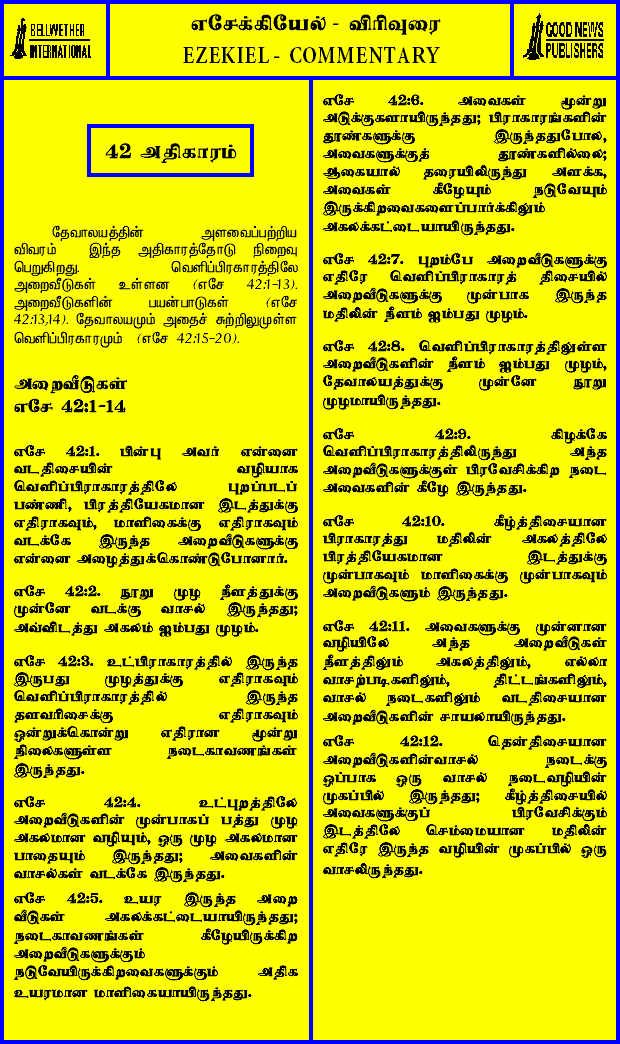 BELLWETHER
INTERNATIONAL
எசேக்கியேல் - விரிவுரை
EZEKIEL - COMMENTARY
GOOD NEWS
PUBLISHERS
42 அதிகாரம்
தேவாலயத்தின் அளவைப்பற்றிய
விவரம் இந்த அதிகாரத்தோடு நிறைவு
பெறுகிறது. வெளிப்பிரகாரத்திலே
அறைவீடுகள் உள்ளன (எசே 42:1-13).
அறைவீடுகளின் பயன்பாடுகள் (எசே
42:13,14). தேவாலயமும் அதைச் சுற்றிலுமுள்ள
வெளிப்பிரகாரமும் (எசே 42:15-20).
அறைவீடுகள்
எசே 42:1-14
எசே 42:1. பின்பு அவர் என்னை
வடதிசையின் வழியாக
வெளிப்பிராகாரத்திலே புறப்படப்
பண்ணி, பிரத்தியேகமான இடத்துக்கு
எதிராகவும், மாளிகைக்கு எதிராகவும்
வடக்கே இருந்த அறைவீடுகளுக்கு
என்னை அழைத்துக்கொண்டுபோனார்.
எசே 42:2. நூறு முழ நீளத்துக்கு
முன்னே வடக்கு வாசல் இருந்தது;
அவ்விடத்து அகலம் ஐம்பது முழம்.
எசே 42:3. உட்பிராகாரத்தில் இருந்த
இருபது முழத்துக்கு எதிராகவும்
வெளிப்பிராகாரத்தில் இருந்த
தளவரிசைக்கு எதிராகவும்
ஒன்றுக்கொன்று எதிரான மூன்று
நிலைகளுள்ள நடைகாவணங்கள்
இருந்தது.
எசே 42:4. உட்புறத்திலே
அறைவீடுகளின் முன்பாகப் பத்து முழ
அகலமான வழியும், ஒரு முழ அகலமான
பாதையும் இருந்தது; அவைகளின்
வாசல்கள் வடக்கே இருந்தது.
எசே 42:5. உயர இருந்த அறை
வீடுகள் அகலக்கட்டையாயிருந்தது;
நடைகாவணங்கள் கீழேயிருக்கிற
அறைவீடுகளுக்கும்
நடுவேயிருக்கிறவைகளுக்கும் அதிக
உயரமான மாளிகையாயிருந்தது.
எசே 42:6. அவைகள் மூன்று
அடுக்குகளாயிருந்தது; பிராகாரங்களின்
தூண்களுக்கு இருந்ததுபோல,
அவைகளுக்குத் தூண்களில்லை;
ஆகையால் தரையிலிருந்து அளக்க,
அவைகள் கீழேயும் நடுவேயும்
இருக்கிறவைகளைப்பார்க்கிலும்
அகலக்கட்டையாயிருந்தது.
எசே 42:7. புறம்பே அறைவீடுகளுக்கு
எதிரே வெளிப்பிராகாரத் திசையில்
அறைவீடுகளுக்கு முன்பாக இருந்த
மதிலின் நீளம் ஐம்பது முழம்.
எசே 42:8. வெளிப்பிராகாரத்திலுள்ள
அறைவீடுகளின் நீளம் ஐம்பது முழம்,
தேவாலயத்துக்கு முன்னே நூறு
முழமாயிருந்தது.
எசே 42:9. கிழக்கே
வெளிப்பிராகாரத்திலிருந்து அந்த
அறைவீடுகளுக்குள் பிரவேசிக்கிற நடை
அவைகளின் கீழே இருந்தது.
எசே 42:10. கீழ்த்திசையான
பிராகாரத்து மதிலின் அகலத்திலே
பிரத்தியேகமான இடத்துக்கு
முன்பாகவும் மாளிகைக்கு முன்பாகவும்
அறைவீடுகளும் இருந்தது.
எசே 42:11. அவைகளுக்கு முன்னான
வழியிலே அந்த அறைவீடுகள்
நீளத்திலும் அகலத்திலும், எல்லா
வாசற்படிகளிலும், திட்டங்களிலும்,
வாசல் நடைகளிலும் வடதிசையான
அறைவீடுகளின் சாயலாயிருந்தது.
எசே 42:12. தென்திசையான
அறைவீடுகளின்வாசல் நடைக்கு
ஒப்பாக ஒரு வாசல் நடைவழியின்
முகப்பில் இருந்தது; கீழ்த்திசையில்
அவைகளுக்குப் பிரவேசிக்கும்
இடத்திலே செம்மையான மதிலின்
எதிரே இருந்த வழியின் முகப்பில் ஒரு
வாசலிருந்தது.